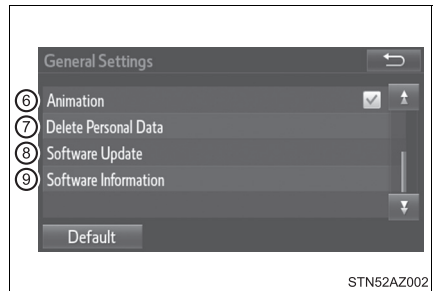 General Settings
6 Animation
7 Delete Personal Data
8 Software Update
9 Software Information
Default
STN52AZ002